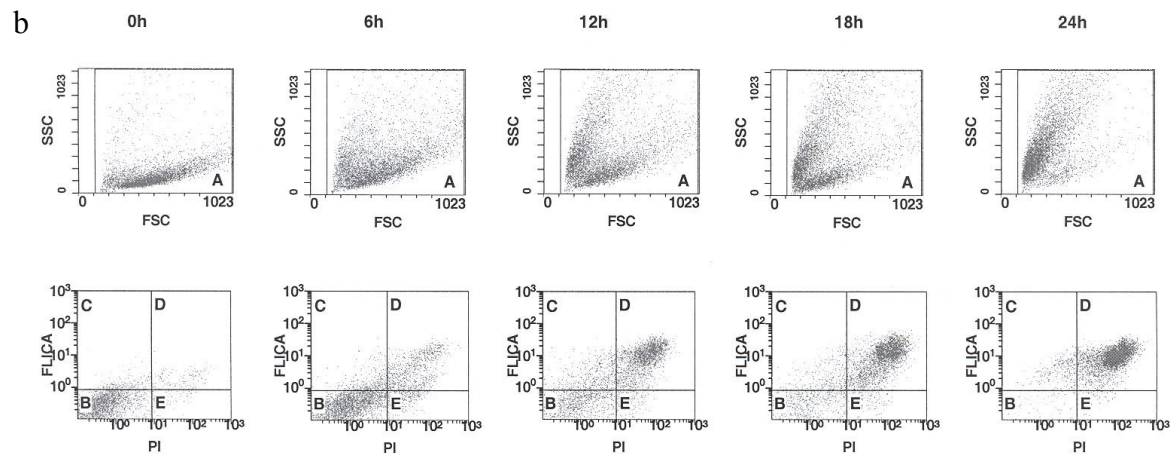 b
0h 6h 12h 18h 24h
1023 SSC 0 A 0 1023 FSC
1023 SSC 0 A 0 1023 FSC
1023 SSC 0 A 0 1023 FSC
1023 SSC 0 A 0 1023 FSC
1023 SSC 0 A 0 1023 FSC
10³ 10² 10¹ 10⁰ FLICA C D B E 10⁰ 10¹ 10² 10³ PI
10³ 10² 10¹ 10⁰ FLICA C D B E 10⁰ 10¹ 10² 10³ PI
10³ 10² 10¹ 10⁰ FLICA C D B E 10⁰ 10¹ 10² 10³ PI
10³ 10² 10¹ 10⁰ FLICA C D B E 10⁰ 10¹ 10² 10³ PI
10³ 10² 10¹ 10⁰ FLICA C D B E 10⁰ 10¹ 10² 10³ PI